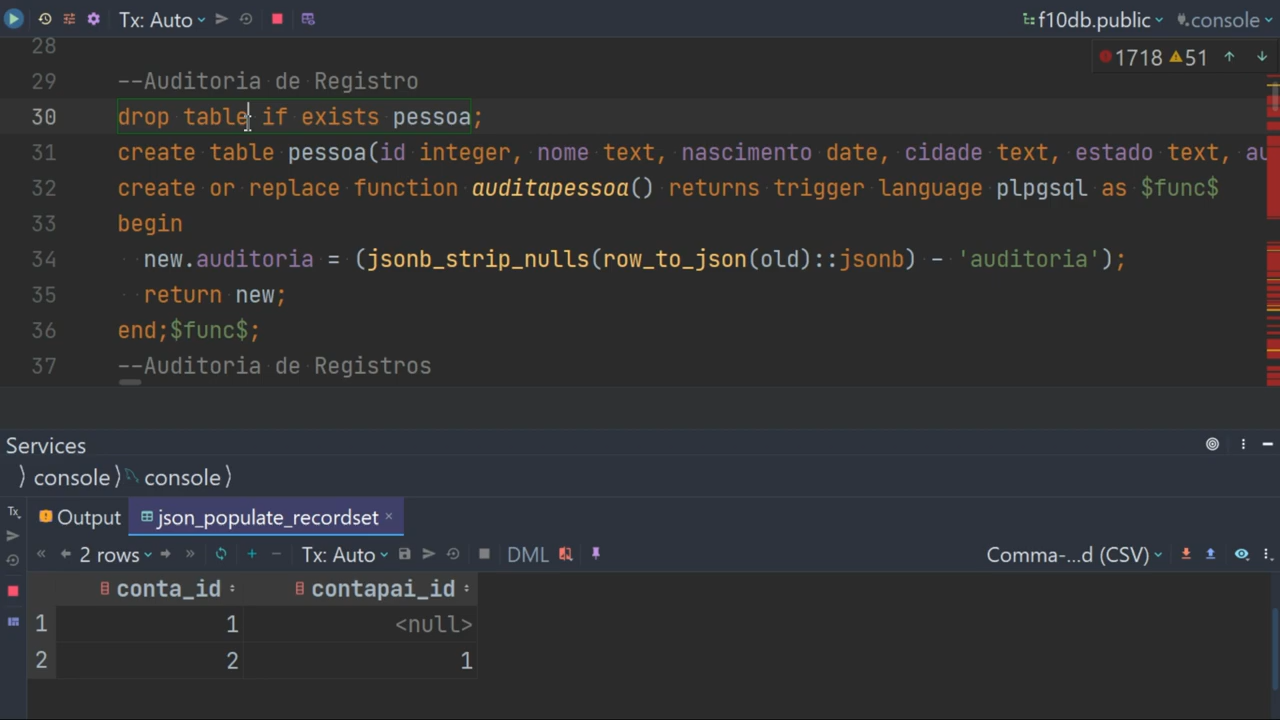 Tx: Auto
f10db.public
console
1718 51
28
29 --Auditoria de Registro
30 drop table if exists pessoa;
31 create table pessoa(id integer, nome text, nascimento date, cidade text, estado text, au
32 create or replace function auditapessoa() returns trigger language plpgsql as $func$
33 begin
34 new.auditoria = (jsonb_strip_nulls(row_to_json(old)::jsonb) - 'auditoria');
35 return new;
36 end;$func$;
37 --Auditoria de Registros
Services
console
console
Tx
Output
json_populate_recordset
2 rows
Tx: Auto
DML
Comma-...d (CSV)
conta_id contapai_id
1 1 <null>
2 2 1